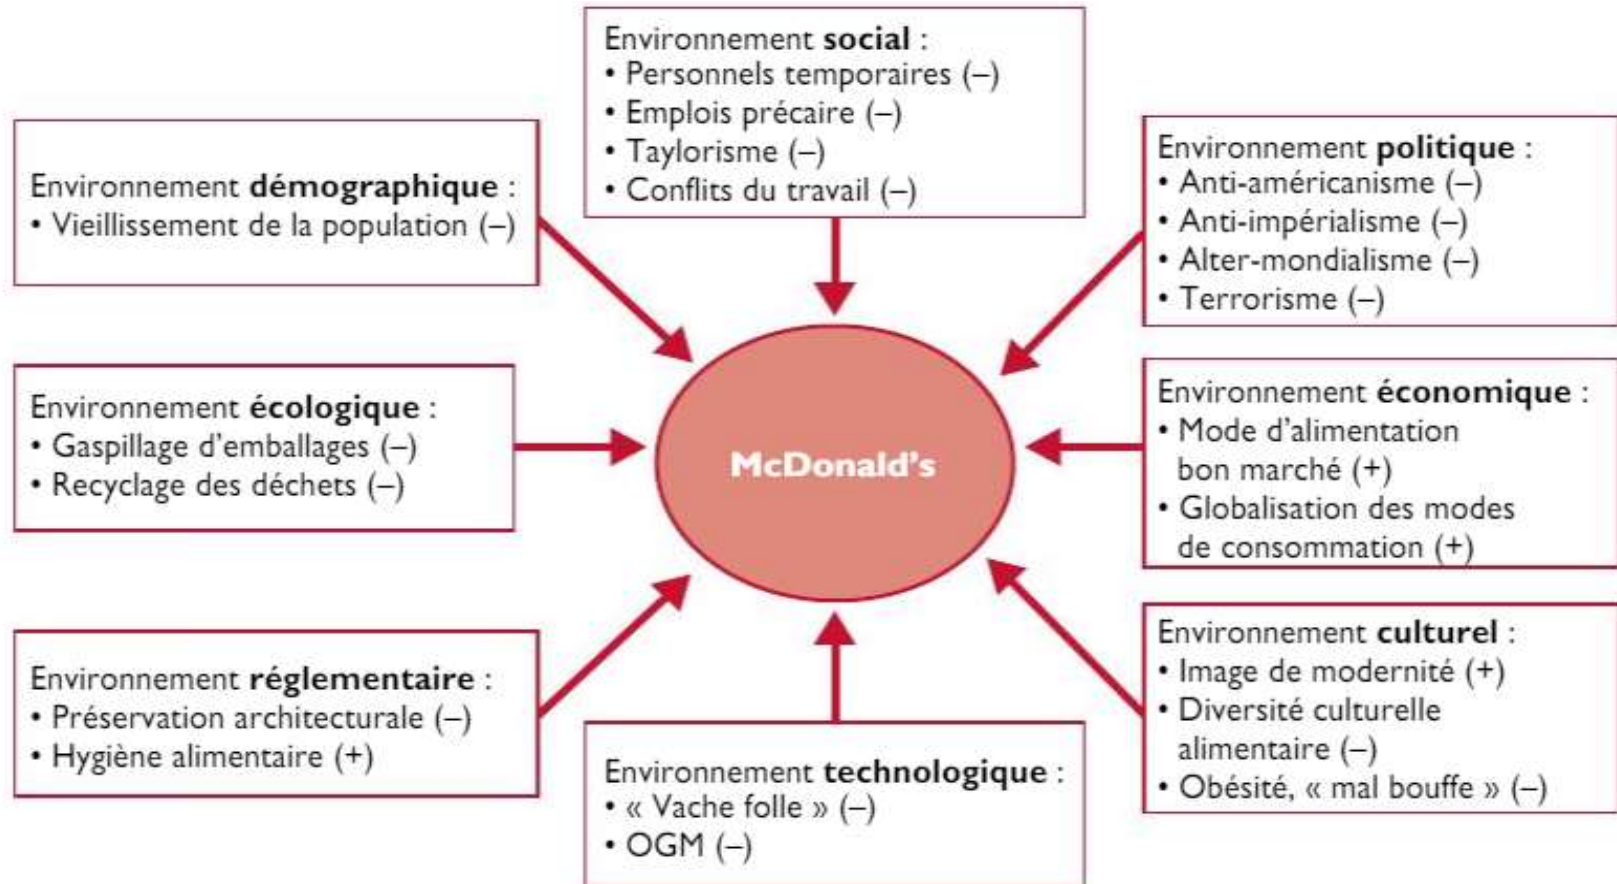 Environnement social :
• Personnels temporaires (–)
• Emplois précaire (–)
• Taylorisme (–)
• Conflits du travail (–)
Environnement démographique :
• Vieillissement de la population (–)
Environnement politique :
• Anti-américanisme (–)
• Anti-impérialisme (–)
• Alter-mondialisme (–)
• Terrorisme (–)
Environnement écologique :
• Gaspillage d'emballages (–)
• Recyclage des déchets (–)
McDonald's
Environnement économique :
• Mode d'alimentation
bon marché (+)
• Globalisation des modes
de consommation (+)
Environnement réglementaire :
• Préservation architecturale (–)
• Hygiène alimentaire (+)
Environnement technologique :
• « Vache folle » (–)
• OGM (–)
Environnement culturel :
• Image de modernité (+)
• Diversité culturelle
alimentaire (–)
• Obésité, « mal bouffe » (–)